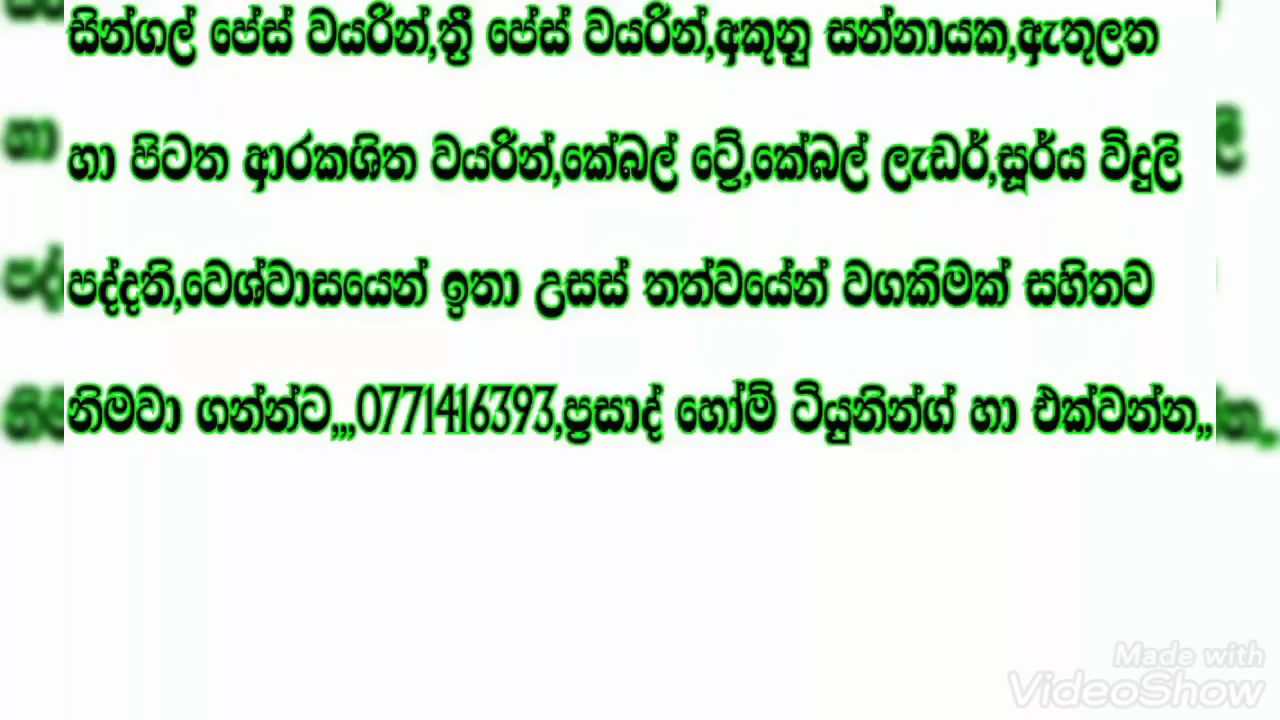 සින්ගල් පේස් වයරින්,ත්‍රී පේස් වයරින්,අකුනු සන්නායක,ඇතුලත
හා පිටත ආරකශිත වයරින්,කේබල් ට්‍රේ,කේබල් ලැඩර්,සූර්ය විදුලි
පද්දති,වෙශ්වාසයෙන් ඉතා උසස් තත්වයේන් වගකිමක් සහිතව
නිමවා ගන්න්ට,,,0771416393,ප්‍රසාද් හෝම් ටියුනින්ග් හා එක්වන්න,,
Made with
VideoShow